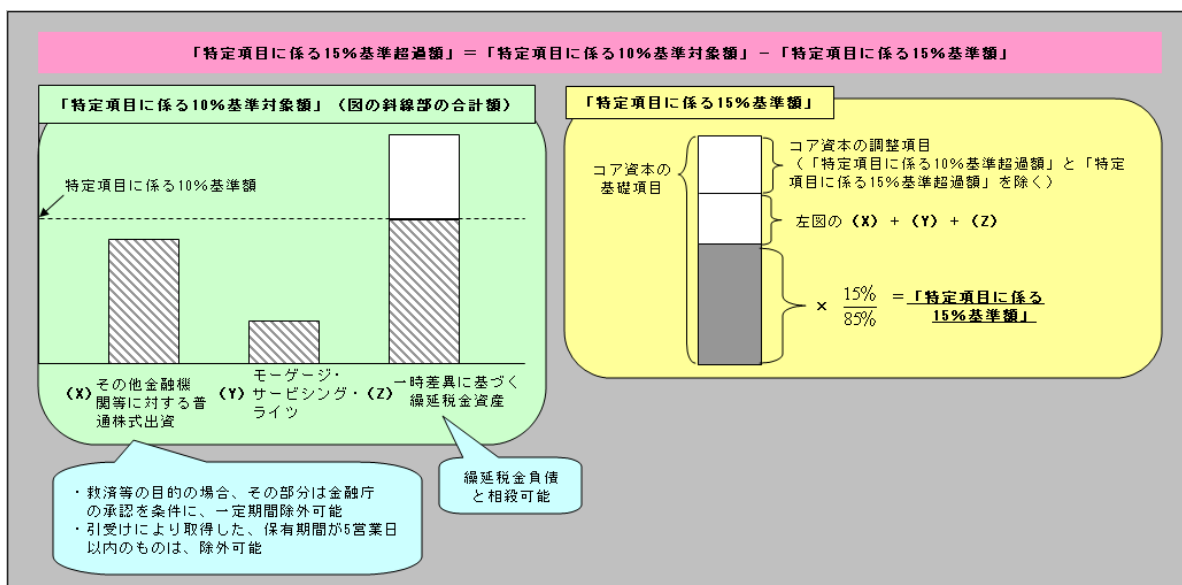 「特定項目に係る15%基準超過額」＝「特定項目に係る10%基準対象額」－「特定項目に係る15%基準額」
「特定項目に係る10%基準対象額」（図の斜線部の合計額）
特定項目に係る10%基準額
(X)その他金融機
関等に対する普
通株式出資
(Y)モーゲージ・
サービシング・
ライツ
(Z)一時差異に基づく
繰延税金資産
・救済等の目的の場合、その部分は金融庁
の承認を条件に、一定期間除外可能
・引受けにより取得した、保有期間が5営業日
以内のものは、除外可能
繰延税金負債
と相殺可能
「特定項目に係る15%基準額」
コア資本の
基礎項目
コア資本の調整項目
（「特定項目に係る10%基準超過額」と「特定
項目に係る15%基準超過額」を除く）
左図の (X) + (Y) + (Z)
× 15%
85%
＝「特定項目に係る
15%基準額」